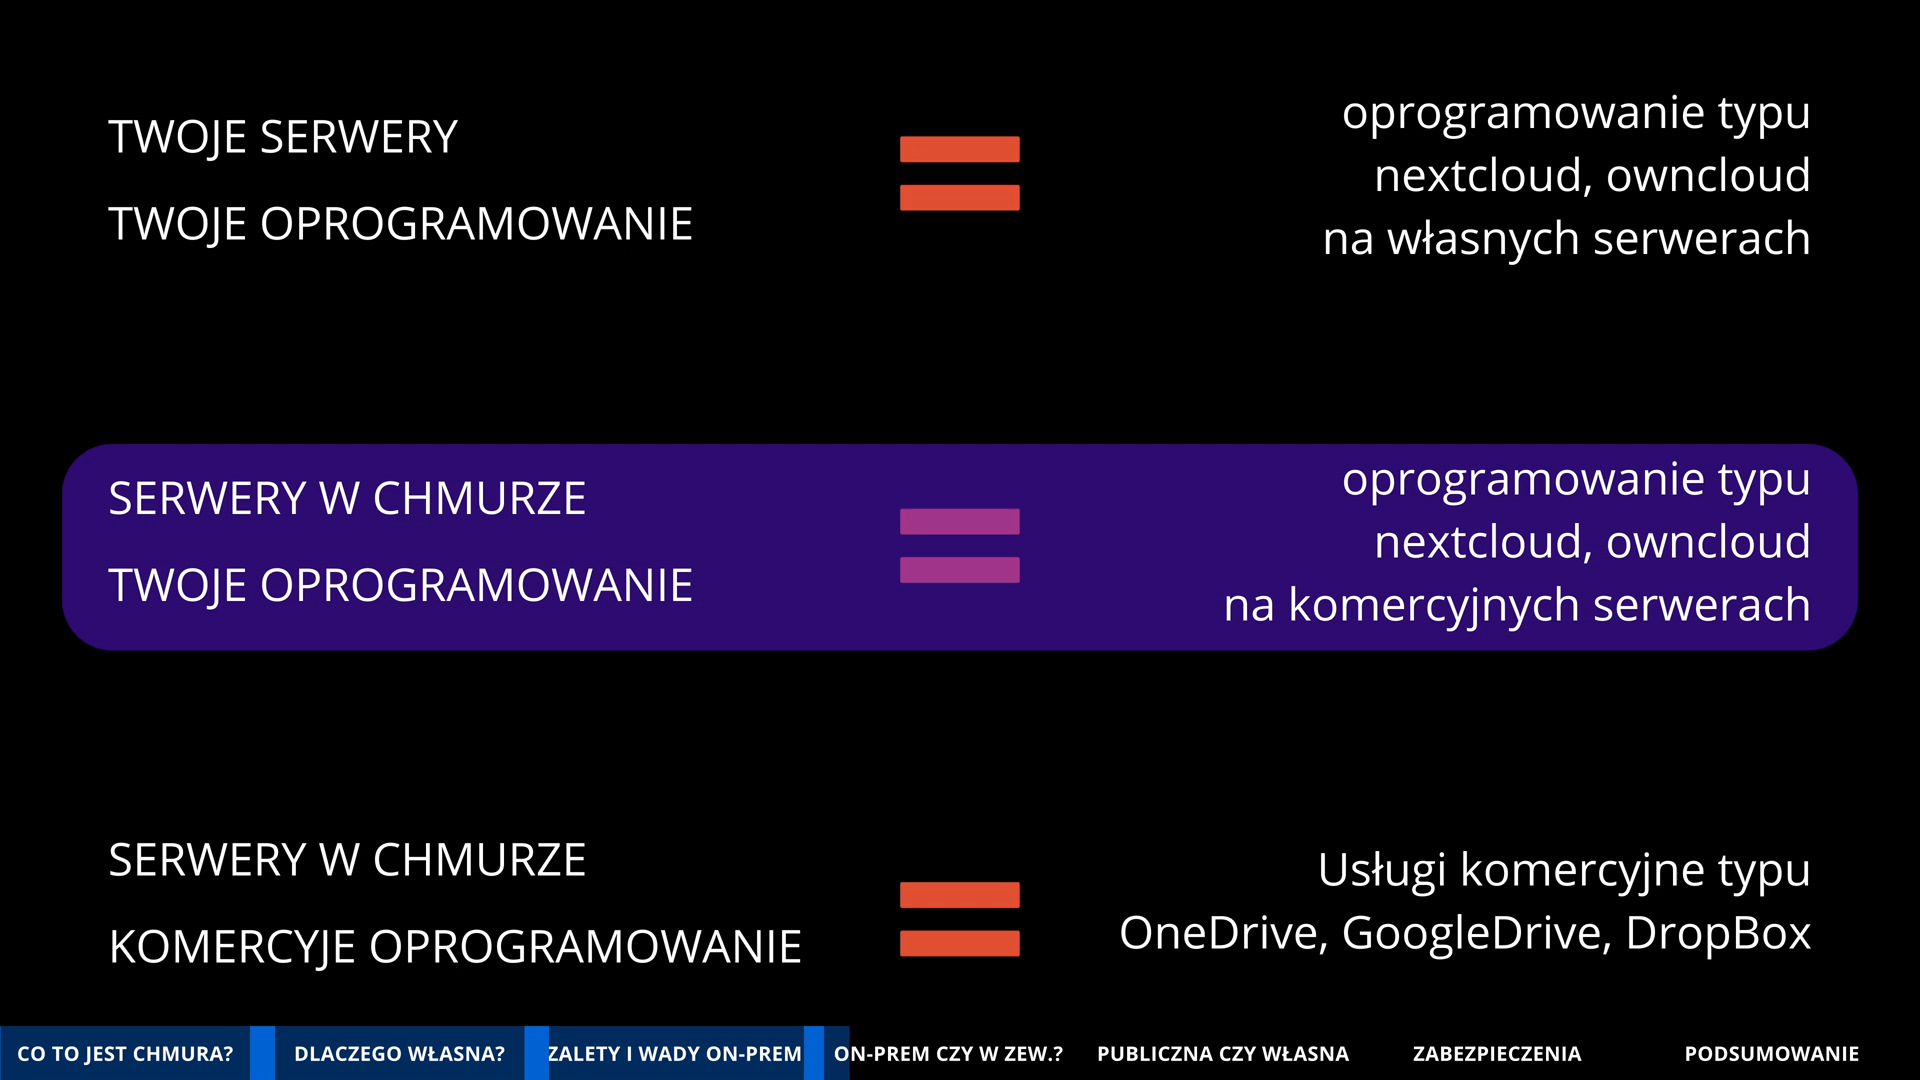 TWOJE SERWERY
TWOJE OPROGRAMOWANIE
oprogramowanie typu
nextcloud, owncloud
na własnych serwerach
SERWERY W CHMURZE
TWOJE OPROGRAMOWANIE
oprogramowanie typu
nextcloud, owncloud
na komercyjnych serwerach
SERWERY W CHMURZE
KOMERCYJE OPROGRAMOWANIE
Usługi komercyjne typu
OneDrive, GoogleDrive, DropBox
CO TO JEST CHMURA?
DLACZEGO WŁASNA?
ZALETY I WADY ON-PREM
ON-PREM CZY W ZEW.?
PUBLICZNA CZY WŁASNA
ZABEZPIECZENIA
PODSUMOWANIE